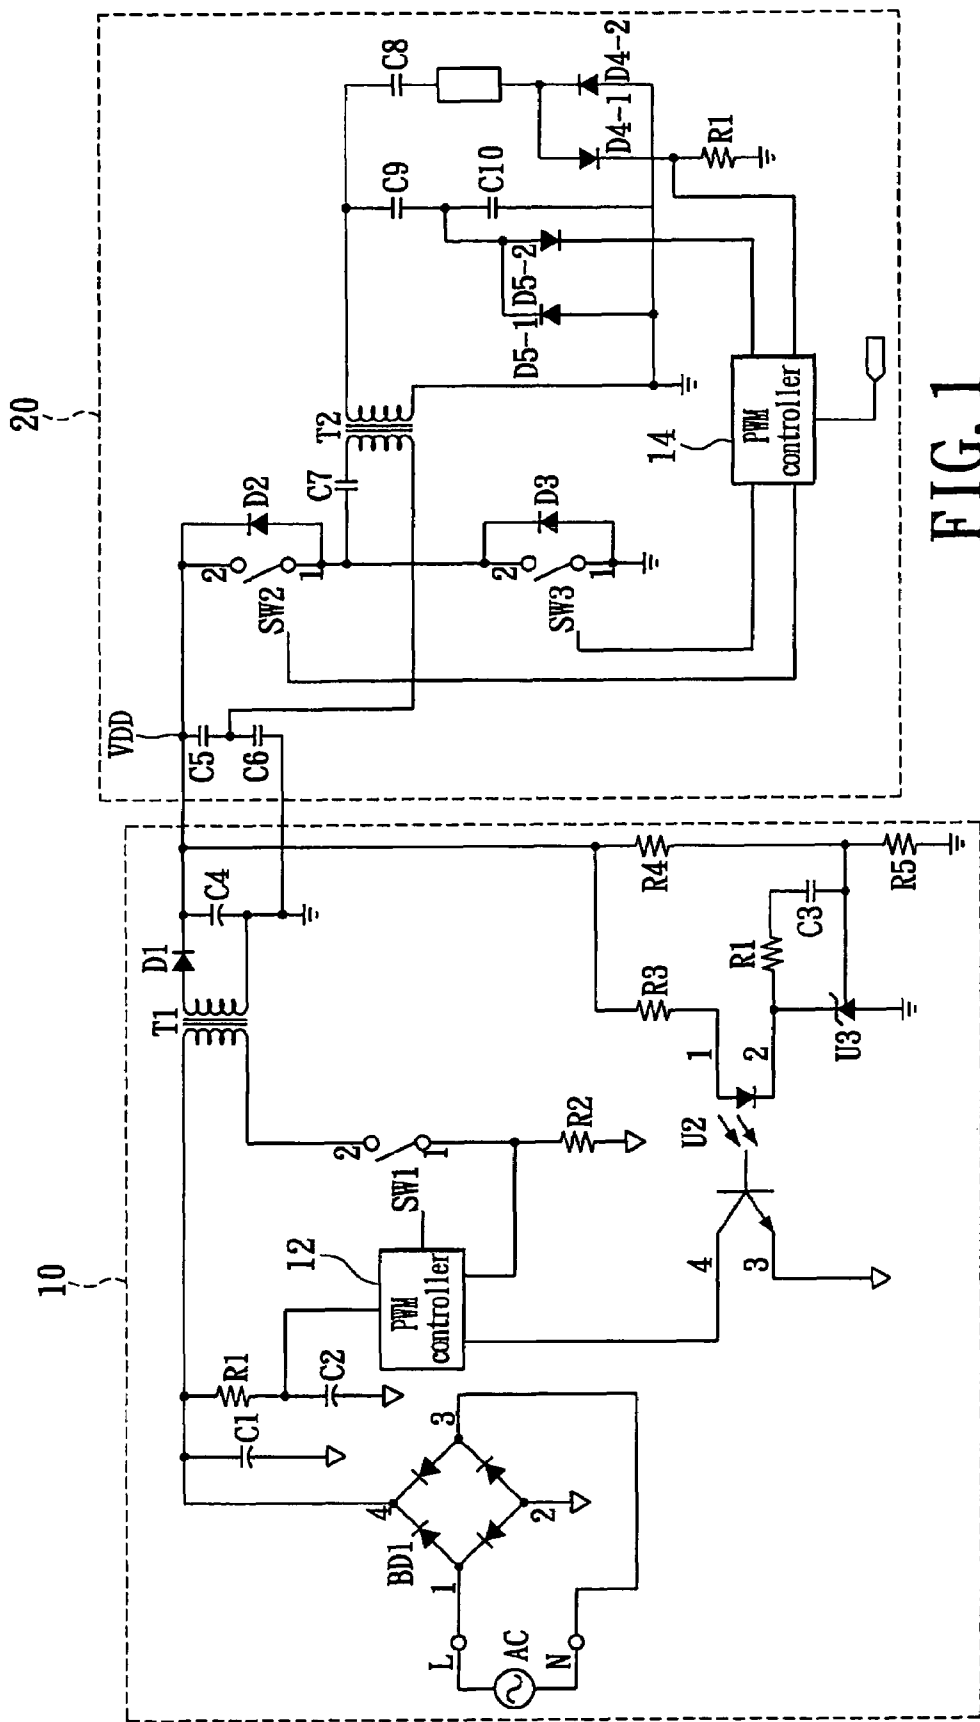 10
20
VDD
T1
D1
C4
C5
C6
SW2
2
1
D2
C7
T2
C8
C9
C10
D5-1
D5-2
D4-1
D4-2
R1
SW3
2
1
D3
14
PWM
controller
R1
C1
C2
12
PWM
controller
SW1
2
1
R2
BD1
1
2
3
4
L
AC
N
U2
4
3
1
2
R3
R4
R1
C3
U3
R5
FIG. 1